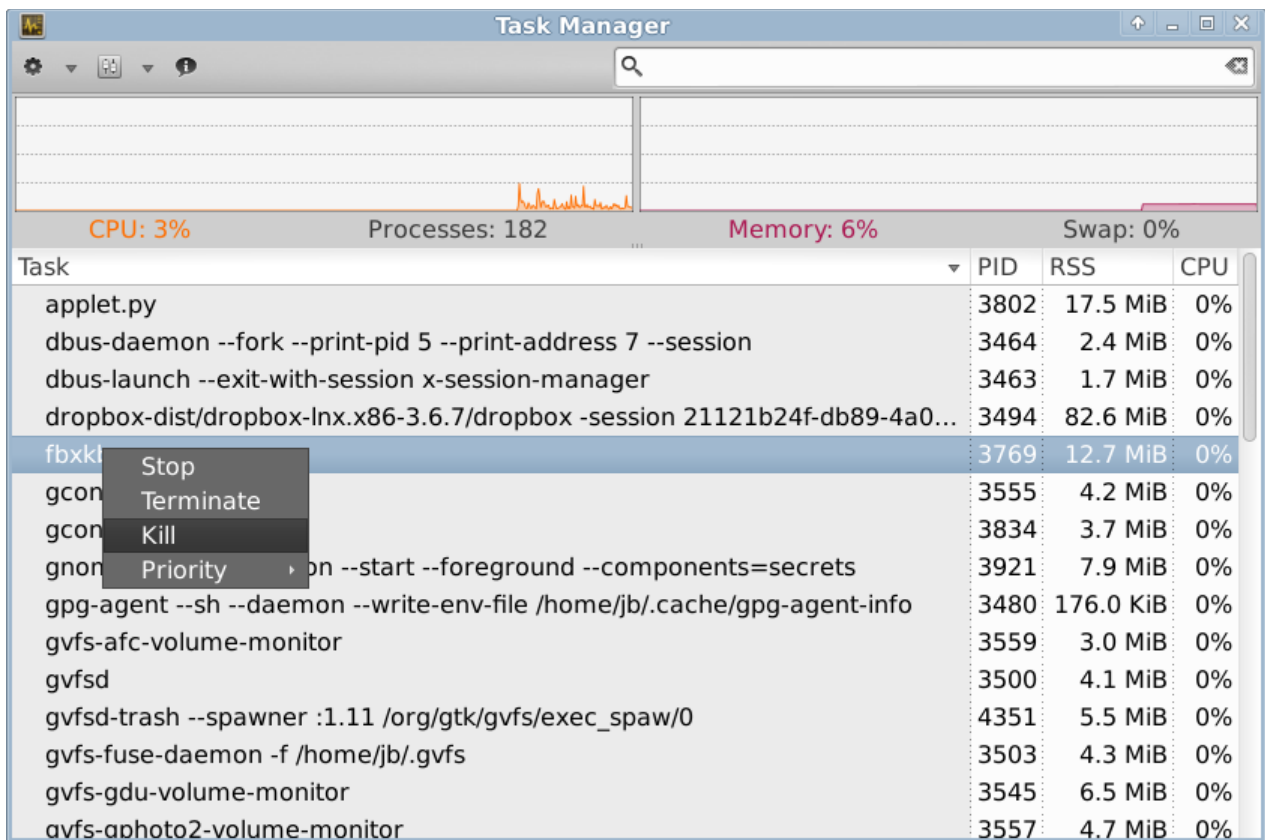 Task Manager
CPU: 3% Processes: 182 Memory: 6% Swap: 0%
Task PID RSS CPU
applet.py 3802 17.5 MiB 0%
dbus-daemon --fork --print-pid 5 --print-address 7 --session 3464 2.4 MiB 0%
dbus-launch --exit-with-session x-session-manager 3463 1.7 MiB 0%
dropbox-dist/dropbox-lnx.x86-3.6.7/dropbox -session 21121b24f-db89-4a0... 3494 82.6 MiB 0%
3769 12.7 MiB 0%
Stop
Terminate
Kill
Priority
gcon 3555 4.2 MiB 0%
gcon 3834 3.7 MiB 0%
gnon on --start --foreground --components=secrets 3921 7.9 MiB 0%
gpg-agent --sh --daemon --write-env-file /home/jb/.cache/gpg-agent-info 3480 176.0 KiB 0%
gvfs-afc-volume-monitor 3559 3.0 MiB 0%
gvfsd 3500 4.1 MiB 0%
gvfsd-trash --spawner :1.11 /org/gtk/gvfs/exec_spaw/0 4351 5.5 MiB 0%
gvfs-fuse-daemon -f /home/jb/.gvfs 3503 4.3 MiB 0%
gvfs-gdu-volume-monitor 3545 6.5 MiB 0%
gvfs-gphoto2-volume-monitor 3557 4.7 MiB 0%